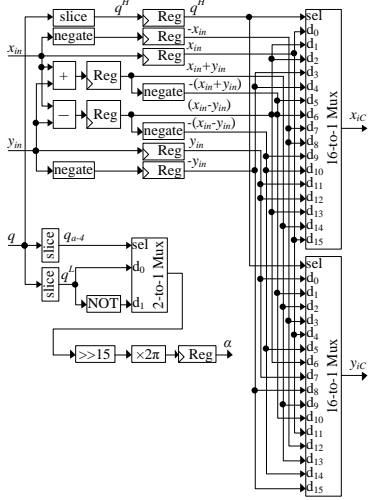 slice q^H Reg q^H sel
negate Reg -x_in d_0
x_in Reg x_in d_1
+ Reg x_in+y_in d_2
d_3
negate -(x_in+y_in) d_4
d_5
− Reg (x_in-y_in) d_6
d_7
negate -(x_in-y_in) d_8
y_in Reg y_in d_9
negate Reg -y_in d_10
d_11
d_12
d_13
d_14
d_15
16-to-1 Mux
x_iC
q slice q_a-4 sel
slice q^L d_0
NOT d_1
2-to-1 Mux
>>15 ×2π Reg α
sel
d_0
d_1
d_2
d_3
d_4
d_5
d_6
d_7
d_8
d_9
d_10
d_11
d_12
d_13
d_14
d_15
16-to-1 Mux
y_iC